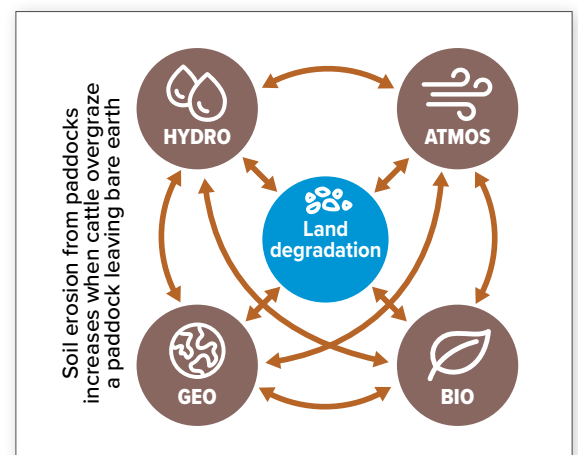 Soil erosion from paddocks
increases when cattle overgraze
a paddock leaving bare earth
HYDRO
ATMOS
Land
degradation
GEO
BIO